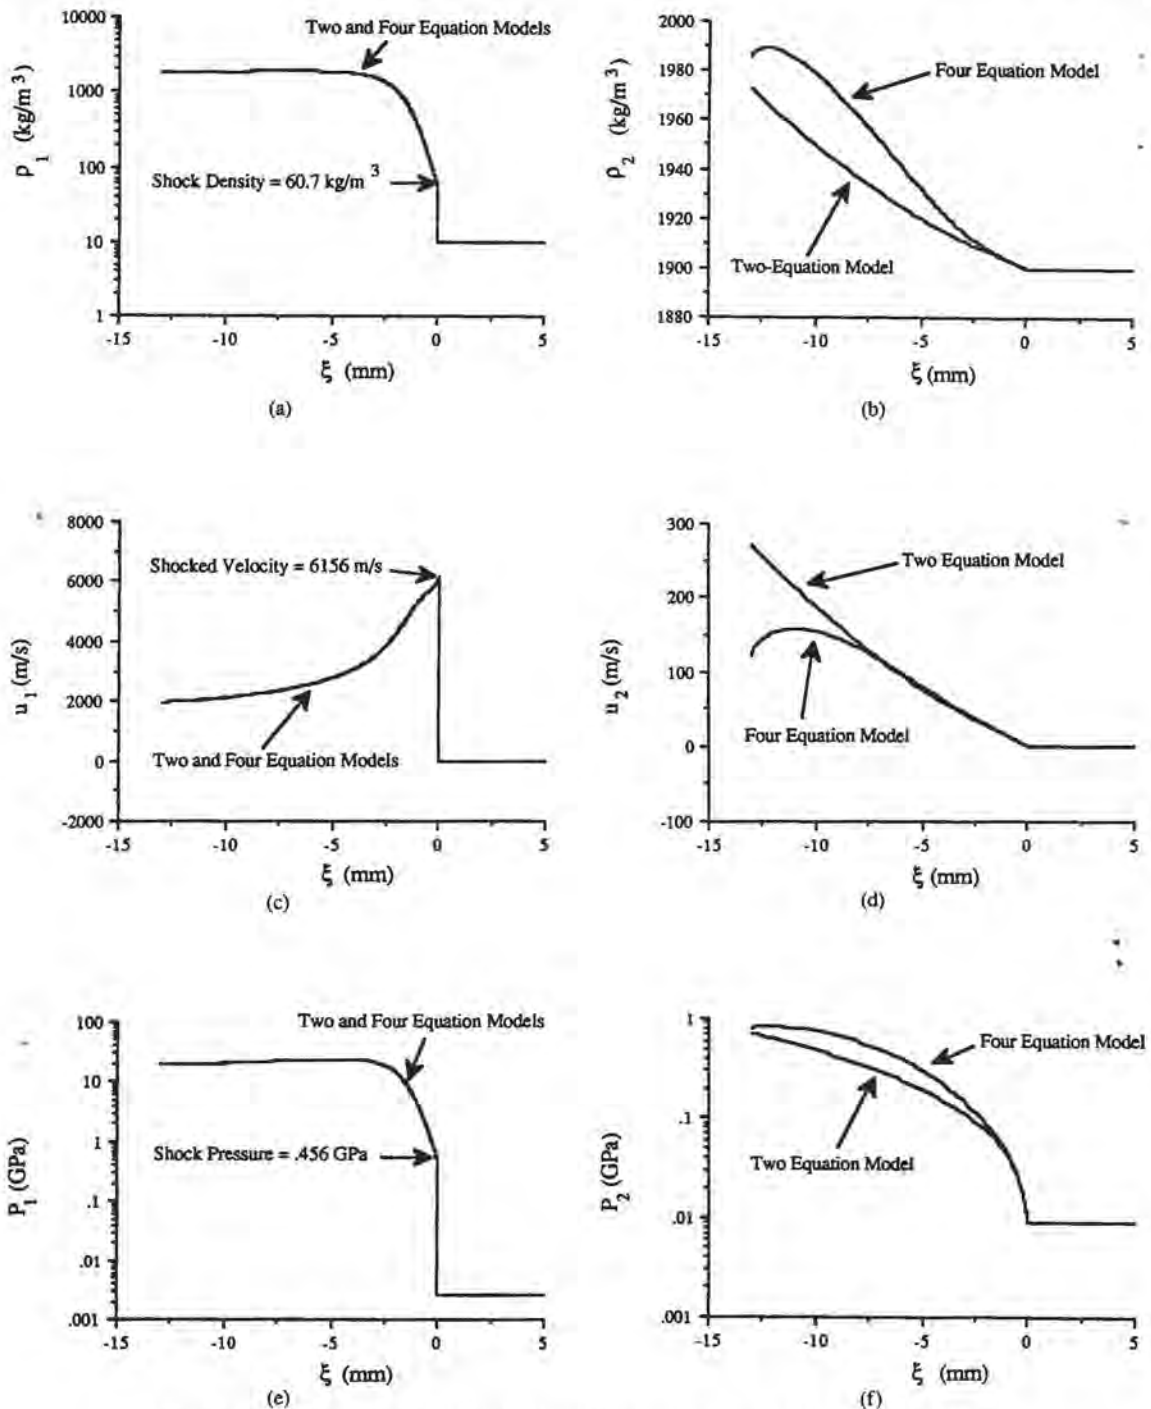 10000
1000
100
10
1
ρ1 (kg/m3)
Two and Four Equation Models
Shock Density = 60.7 kg/m3
-15
-10
-5
0
5
ξ (mm)
(a)
2000
1980
1960
1940
1920
1900
1880
ρ2 (kg/m3)
Four Equation Model
Two-Equation Model
-15
-10
-5
0
5
ξ (mm)
(b)
8000
6000
4000
2000
0
-2000
u1 (m/s)
Shocked Velocity = 6156 m/s
Two and Four Equation Models
-15
-10
-5
0
5
ξ (mm)
(c)
300
200
100
0
-100
u2 (m/s)
Two Equation Model
Four Equation Model
-15
-10
-5
0
5
ξ (mm)
(d)
100
10
1
.1
.01
.001
P1 (GPa)
Two and Four Equation Models
Shock Pressure = .456 GPa
-15
-10
-5
0
5
ξ (mm)
(e)
1
.1
.01
.001
P2 (GPa)
Four Equation Model
Two Equation Model
-15
-10
-5
0
5
ξ (mm)
(f)